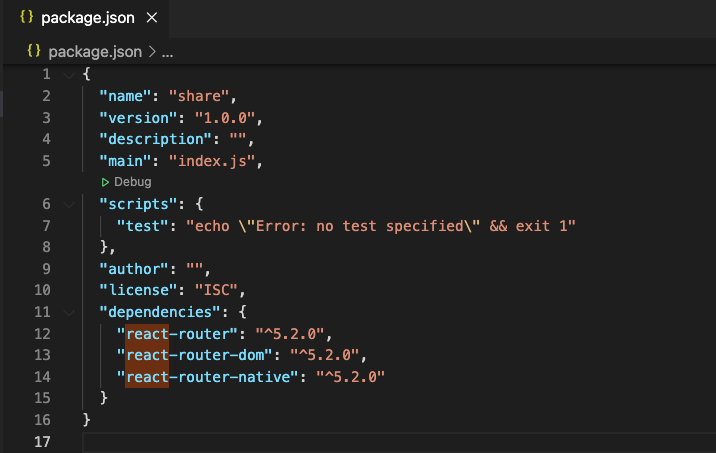 {} package.json ×
{} package.json > ...
1 {
2 "name": "share",
3 "version": "1.0.0",
4 "description": "",
5 "main": "index.js",
Debug
6 "scripts": {
7 "test": "echo \"Error: no test specified\" && exit 1"
8 },
9 "author": "",
10 "license": "ISC",
11 "dependencies": {
12 "react-router": "^5.2.0",
13 "react-router-dom": "^5.2.0",
14 "react-router-native": "^5.2.0"
15 }
16 }
17